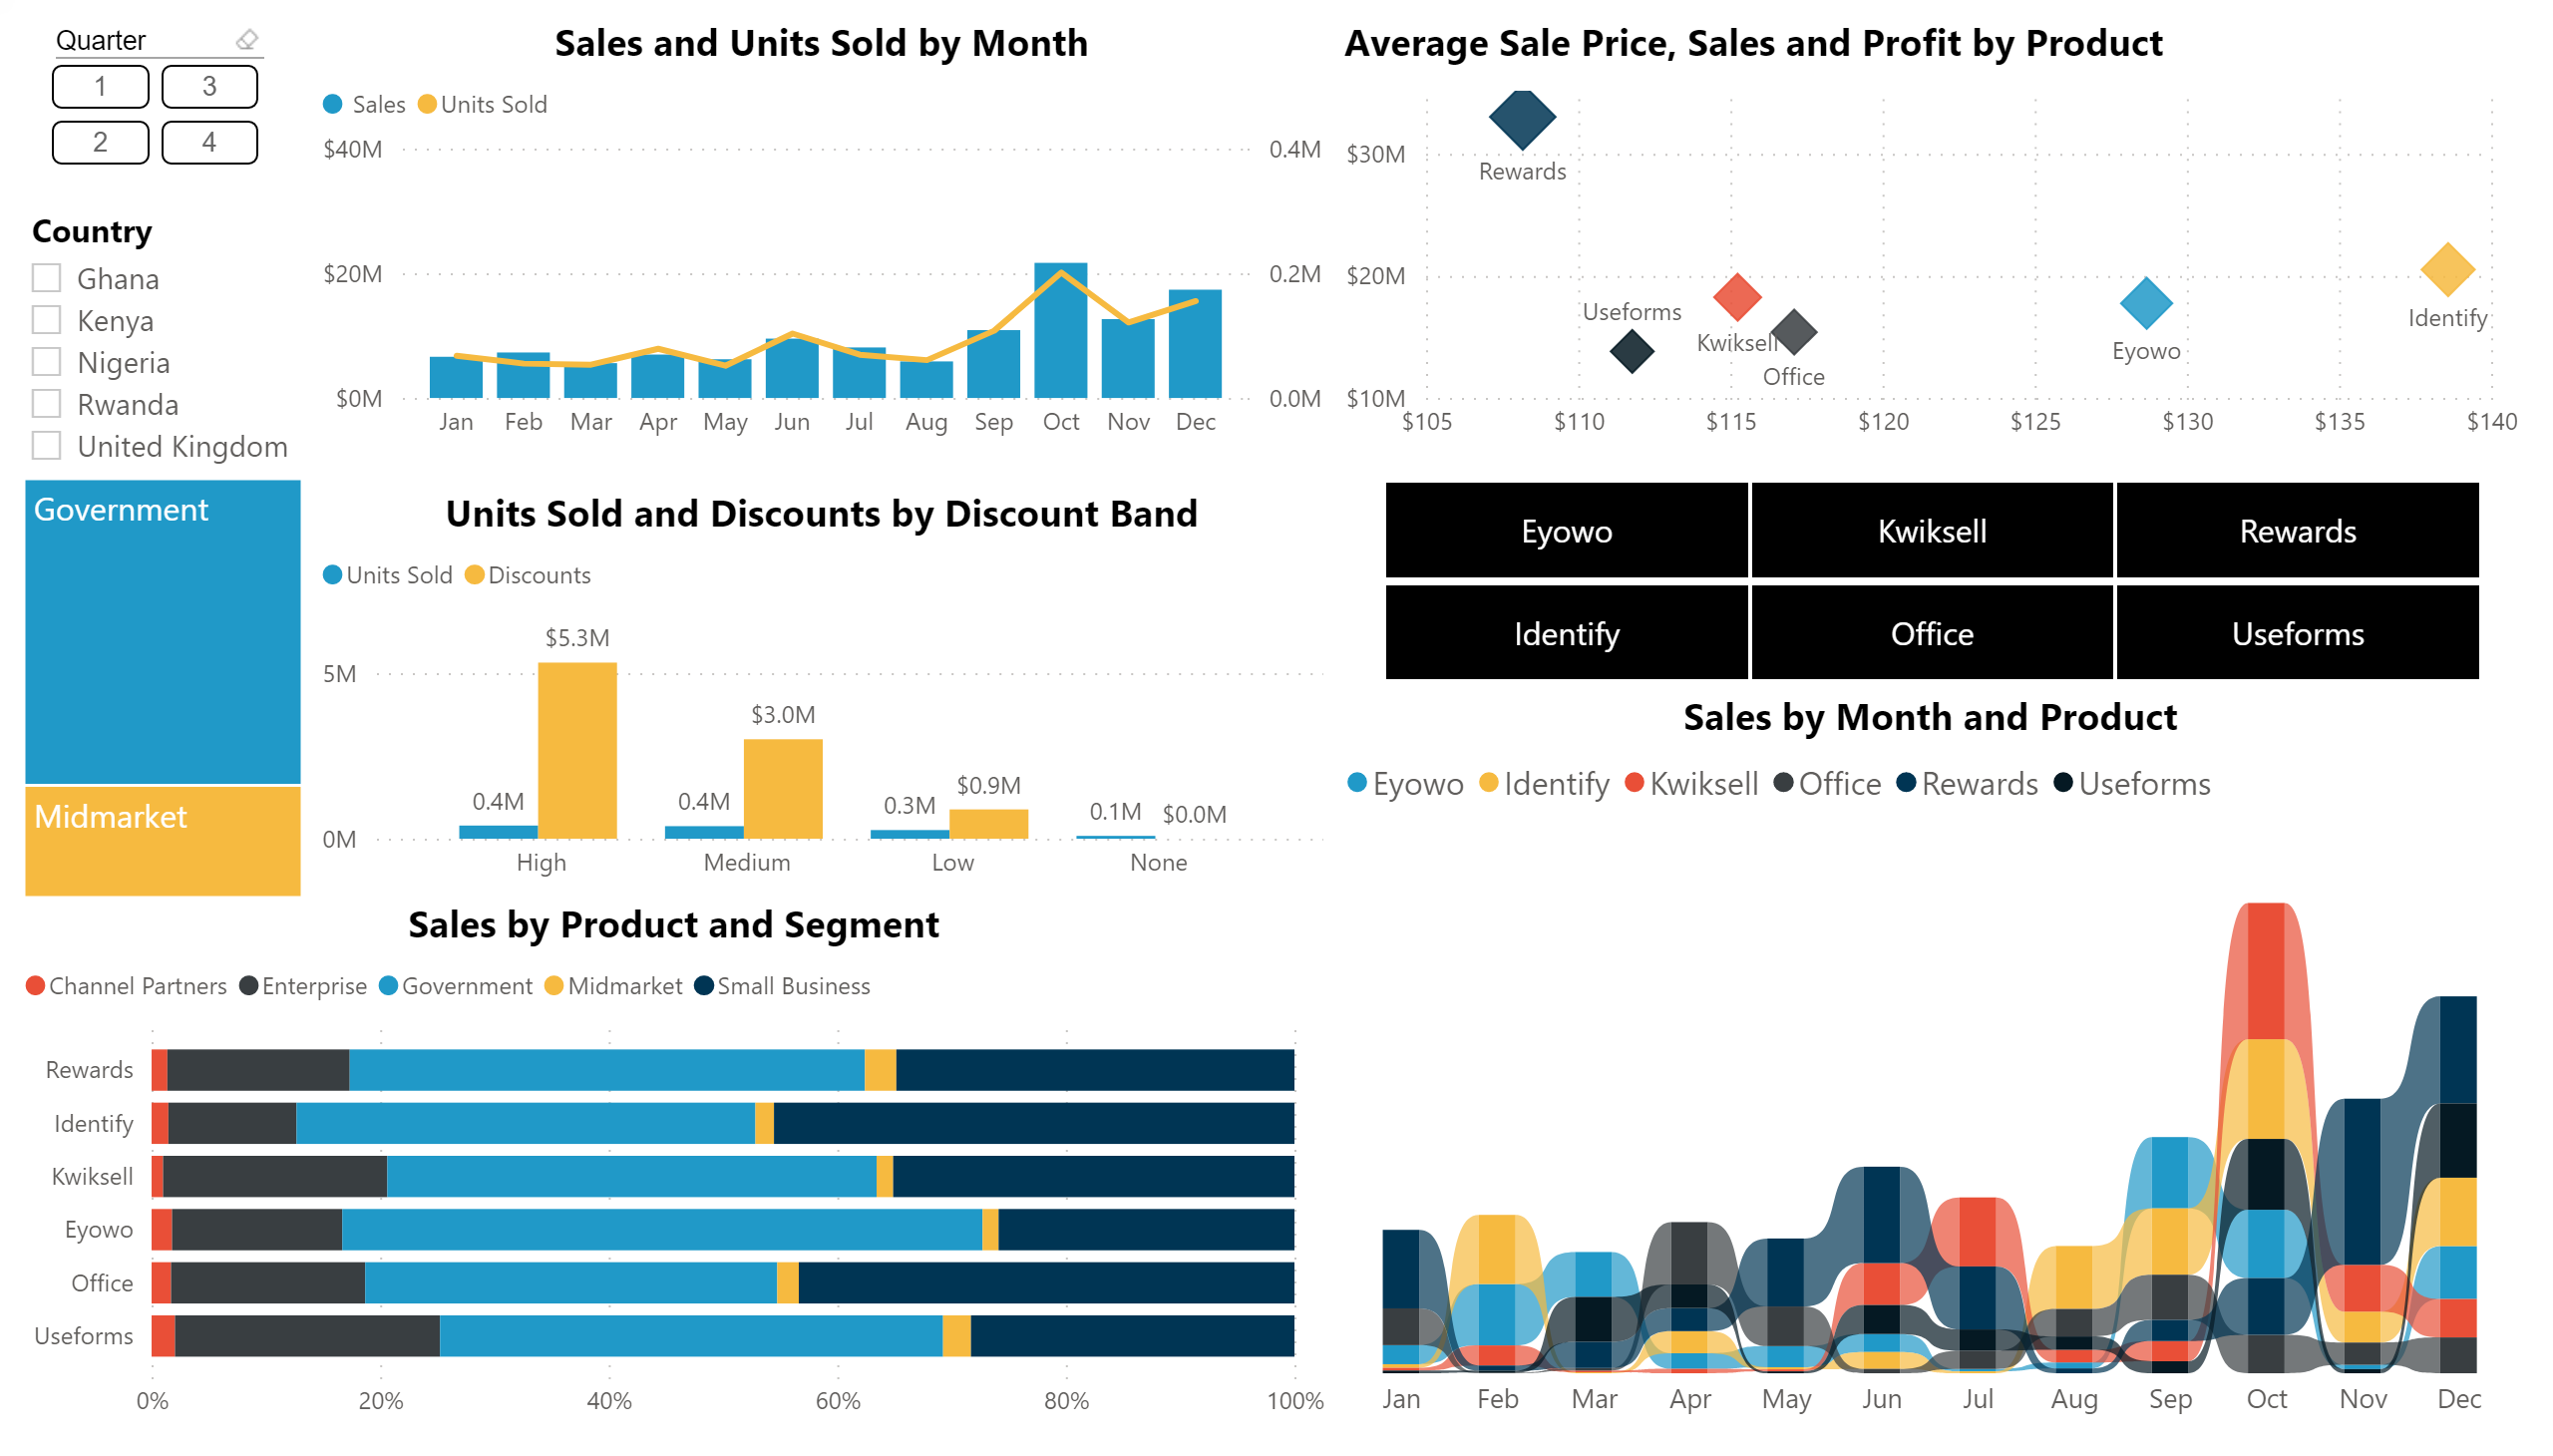 Quarter
1 3
2 4
Country
Ghana
Kenya
Nigeria
Rwanda
United Kingdom
Sales and Units Sold by Month
Sales Units Sold
$40M 0.4M
$20M 0.2M
$0M 0.0M
Jan Feb Mar Apr May Jun Jul Aug Sep Oct Nov Dec
Average Sale Price, Sales and Profit by Product
$30M
Rewards
$20M
Useforms
Identify
Kwiksell
Eyowo
Office
$10M
$105 $110 $115 $120 $125 $130 $135 $140
Government
Midmarket
Units Sold and Discounts by Discount Band
Units Sold Discounts
$5.3M
5M
$3.0M
0.4M 0.4M 0.3M $0.9M 0.1M $0.0M
0M
High Medium Low None
Eyowo Kwiksell Rewards
Identify Office Useforms
Sales by Product and Segment
Channel Partners Enterprise Government Midmarket Small Business
Rewards
Identify
Kwiksell
Eyowo
Office
Useforms
0% 20% 40% 60% 80% 100%
Sales by Month and Product
Eyowo Identify Kwiksell Office Rewards Useforms
Jan Feb Mar Apr May Jun Jul Aug Sep Oct Nov Dec